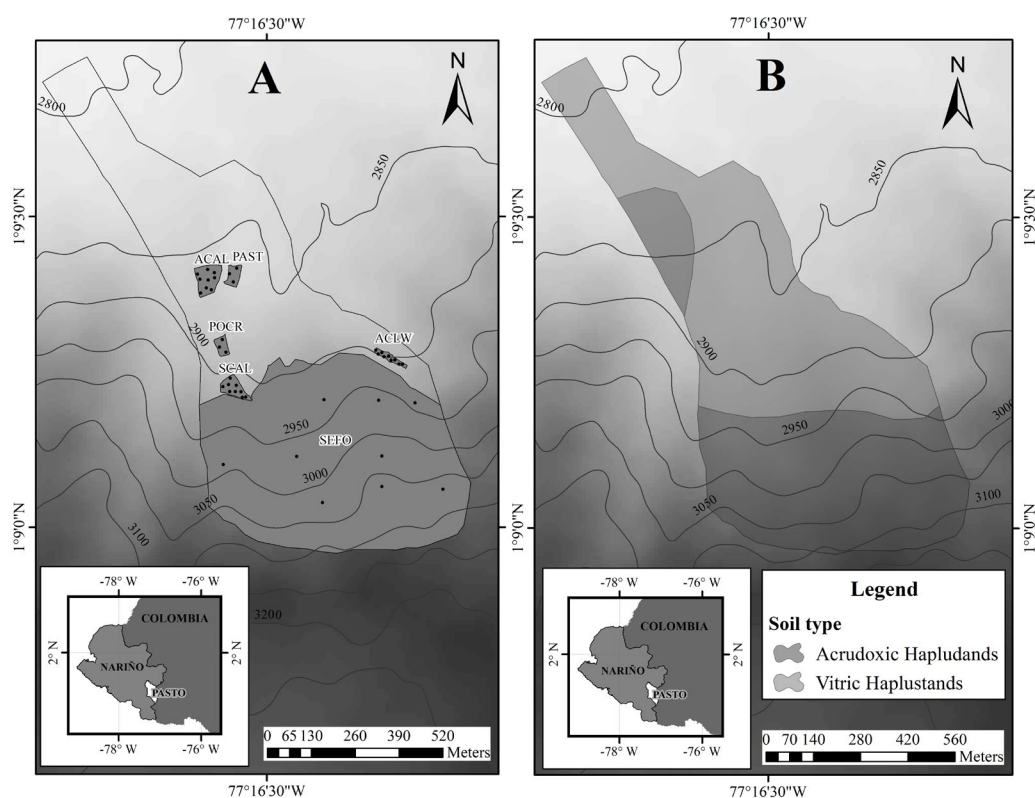 77°16'30"W
77°16'30"W
A
N
2800
2850
1°9'30"N
ACAL
PAST
2900
POCR
ACLW
SCAL
2950
SEFO
3000
3050
3100
1°9'0"N
3200
-78° W
-76° W
COLOMBIA
2° N
2° N
NARIÑO
PASTO
-78° W
-76° W
0 65 130 260 390 520
Meters
77°16'30"W
B
N
2800
2850
1°9'30"N
2900
3000
2950
3050
3100
1°9'0"N
-78° W
-76° W
COLOMBIA
2° N
2° N
NARIÑO
PASTO
-78° W
-76° W
Legend
Soil type
Acrudoxic Hapludands
Vitric Haplustands
0 70 140 280 420 560
Meters
77°16'30"W